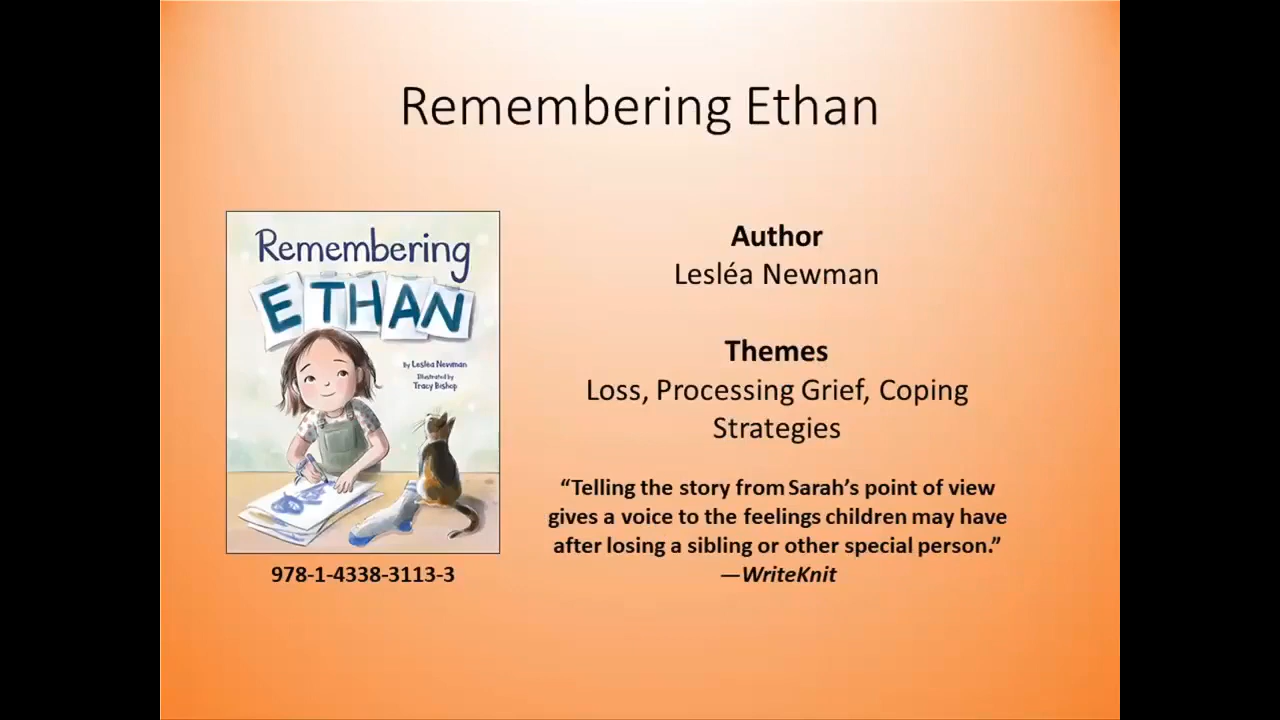 Remembering Ethan
Remembering
ETHAN
By Lesléa Newman
Illustrated by
Tracy Bishop
978-1-4338-3113-3
Author
Lesléa Newman
Themes
Loss, Processing Grief, Coping
Strategies
“Telling the story from Sarah’s point of view
gives a voice to the feelings children may have
after losing a sibling or other special person.”
—WriteKnit